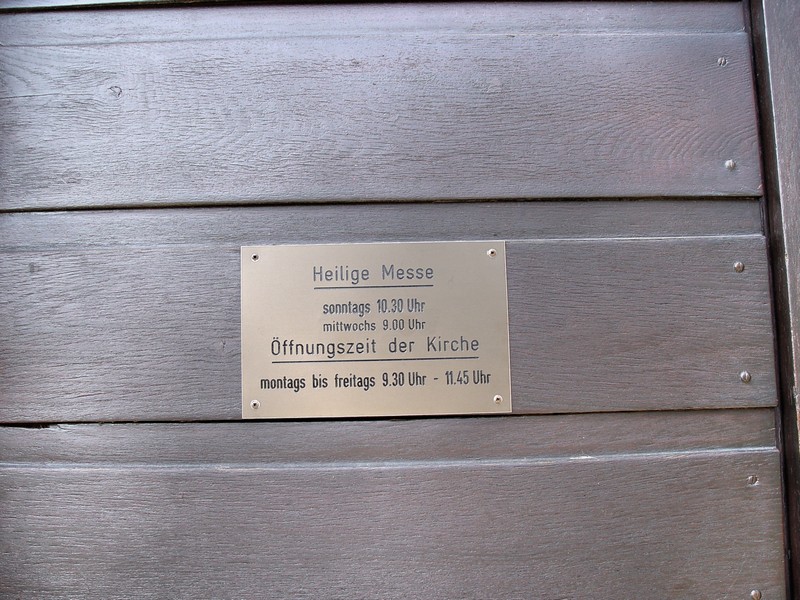 Heilige Messe
sonntags 10.30 Uhr
mittwochs 9.00 Uhr
Öffnungszeit der Kirche
montags bis freitags 9.30 Uhr - 11.45 Uhr